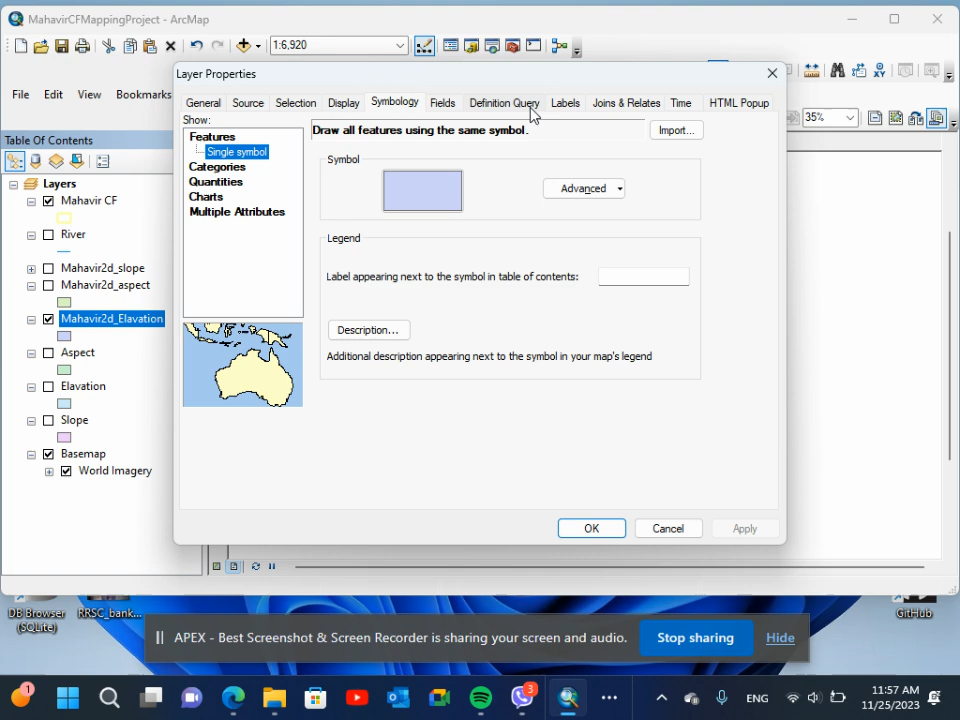 MahavirCFMappingProject - ArcMap
1:6,920
File Edit View Bookmarks
35%
Table Of Contents
Layers
Mahavir CF
River
Mahavir2d_slope
Mahavir2d_aspect
Mahavir2d_Elavation
Aspect
Elavation
Slope
Basemap
World Imagery
Layer Properties
General Source Selection Display Symbology Fields Definition Query Labels Joins & Relates Time HTML Popup
Show:
Features
Single symbol
Categories
Quantities
Charts
Multiple Attributes
Draw all features using the same symbol.
Import...
Symbol
Advanced
Legend
Label appearing next to the symbol in table of contents:
Description...
Additional description appearing next to the symbol in your map's legend
OK Cancel Apply
DB Browser
(SQLite)
RRSC_bank...
GitHub
APEX - Best Screenshot & Screen Recorder is sharing your screen and audio.
Stop sharing
Hide
1
3
ENG
11:57 AM
11/25/2023